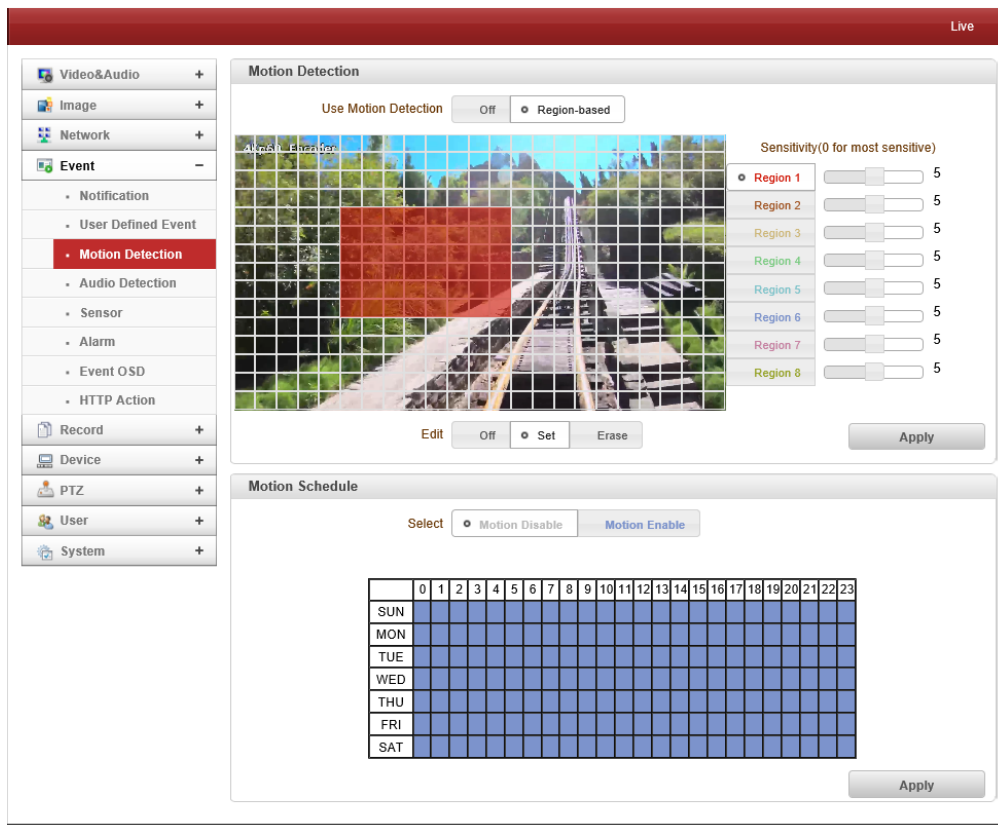 Live
Video&Audio +
Image +
Network +
Event −
Notification
User Defined Event
Motion Detection
Audio Detection
Sensor
Alarm
Event OSD
HTTP Action
Record +
Device +
PTZ +
User +
System +
Motion Detection
Use Motion Detection Off Region-based
4Kp60 Encoder
Sensitivity(0 for most sensitive)
Region 1 5
Region 2 5
Region 3 5
Region 4 5
Region 5 5
Region 6 5
Region 7 5
Region 8 5
Edit Off Set Erase
Apply
Motion Schedule
Select Motion Disable Motion Enable
0 1 2 3 4 5 6 7 8 9 10 11 12 13 14 15 16 17 18 19 20 21 22 23
SUN
MON
TUE
WED
THU
FRI
SAT
Apply